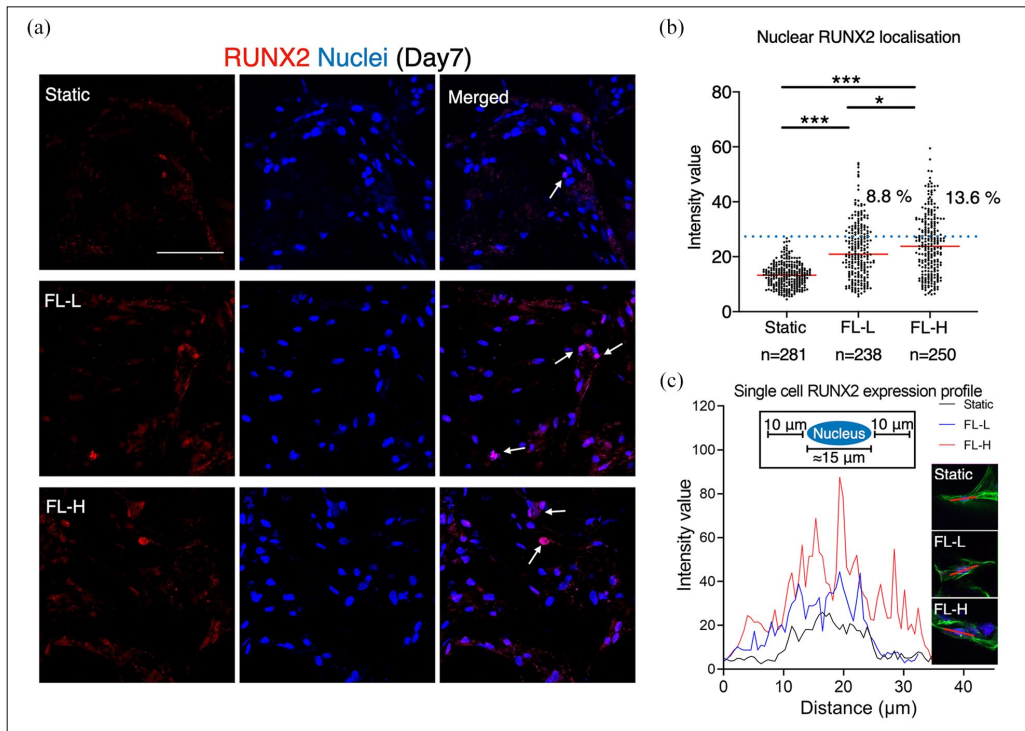 (a)
RUNX2 Nuclei (Day7)
Static
Merged
FL-L
FL-H
(b)
Nuclear RUNX2 localisation
***
*
***
Intensity value
80
60
40
20
0
8.8 %
13.6 %
Static FL-L FL-H
n=281 n=238 n=250
(c)
Single cell RUNX2 expression profile
Static
FL-L
FL-H
10 µm
Nucleus
10 µm
≈15 µm
Intensity value
120
100
80
60
40
20
0
Static
FL-L
FL-H
0 10 20 30 40
Distance (µm)